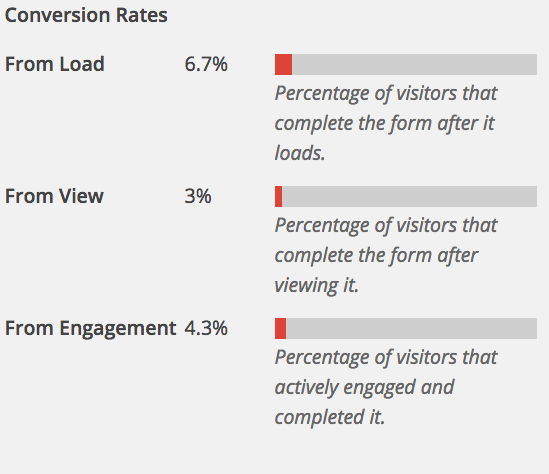 Conversion Rates
From Load 6.7%
Percentage of visitors that
complete the form after it
loads.
From View 3%
Percentage of visitors that
complete the form after
viewing it.
From Engagement 4.3%
Percentage of visitors that
actively engaged and
completed it.